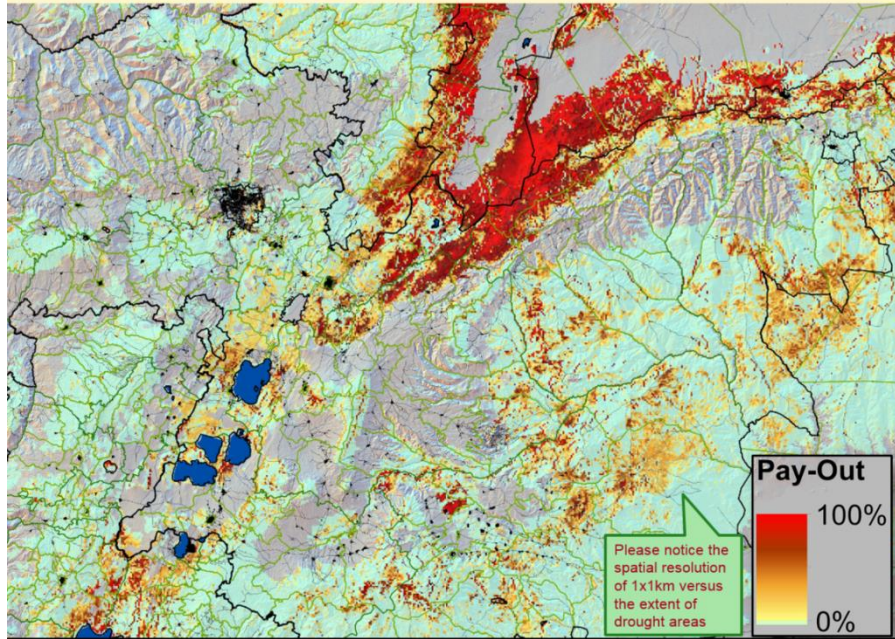 Pay-Out
100%
0%
Please notice the
spatial resolution
of 1x1km versus
the extent of
drought areas